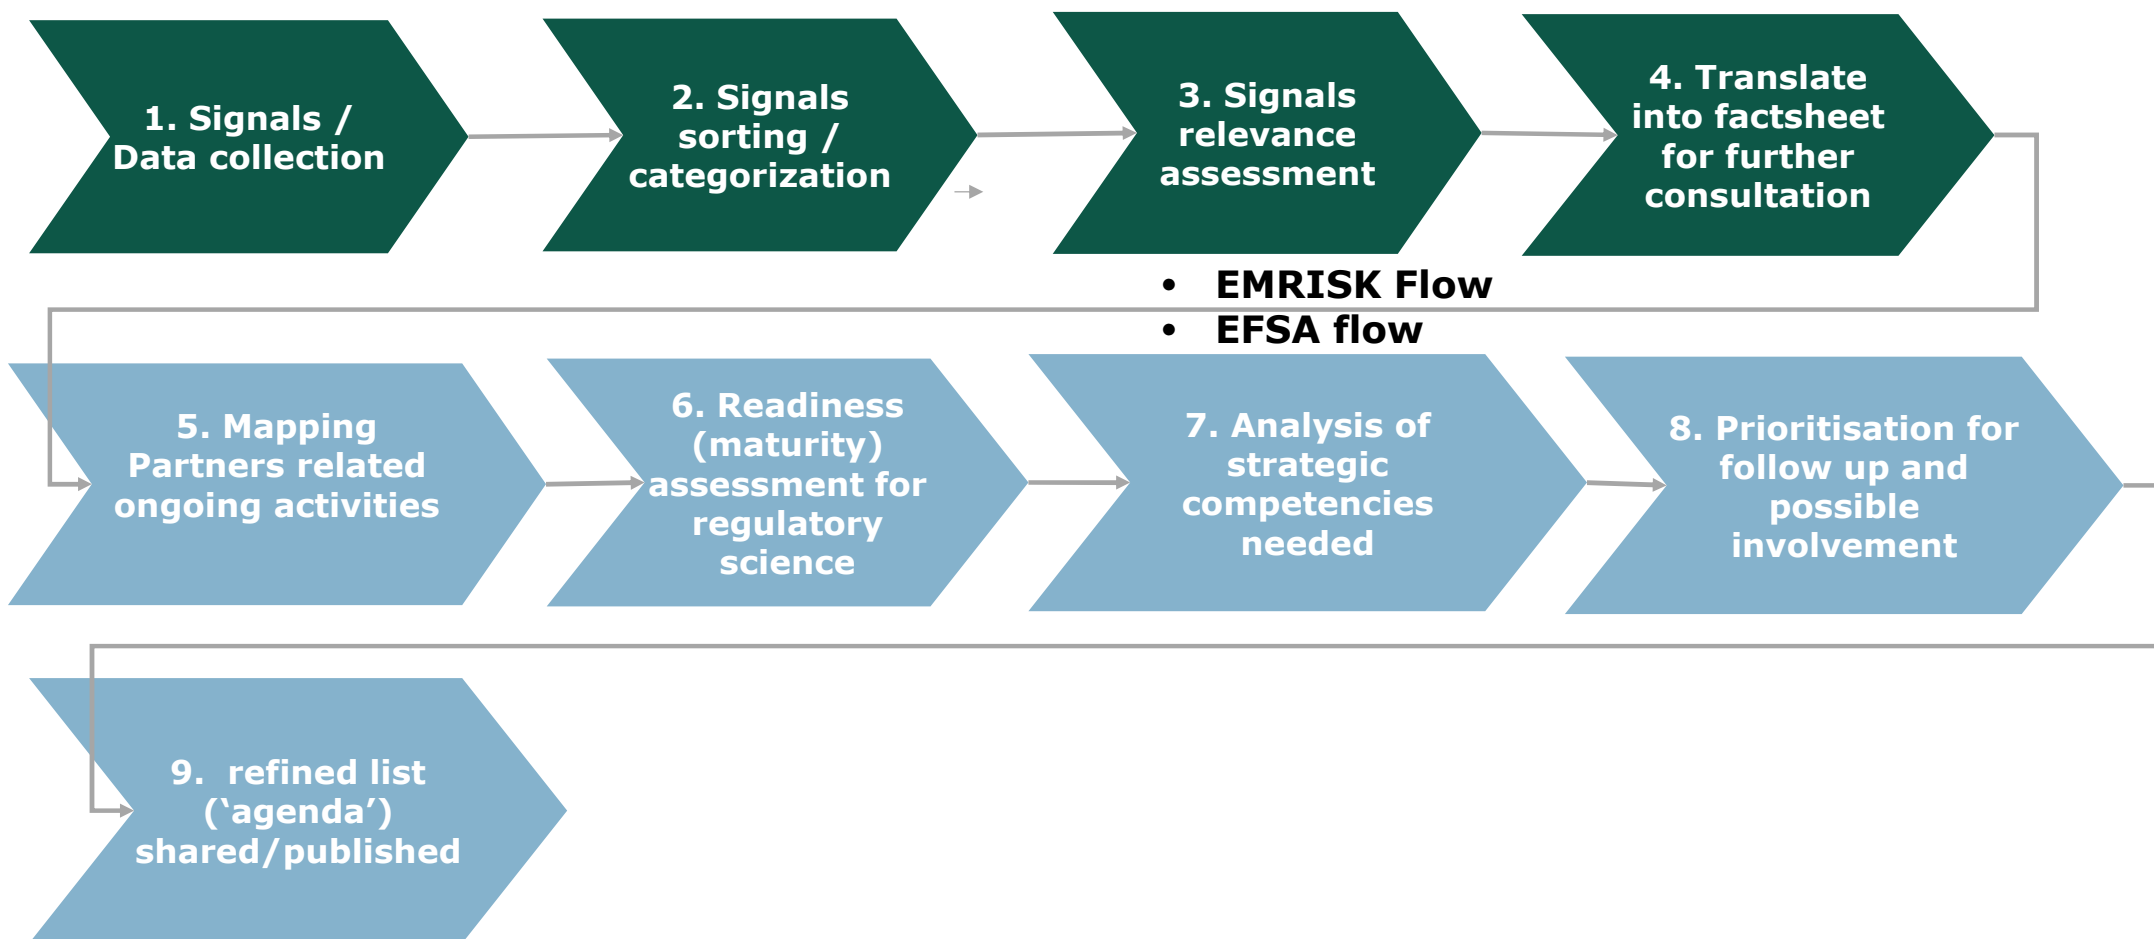 1. Signals /
Data collection
2. Signals
sorting /
categorization
3. Signals
relevance
assessment
4. Translate
into factsheet
for further
consultation
• EMRISK Flow
• EFSA flow
5. Mapping
Partners related
ongoing activities
6. Readiness
(maturity)
assessment for
regulatory
science
7. Analysis of
strategic
competencies
needed
8. Prioritisation for
follow up and
possible
involvement
9.  refined list
(‘agenda’)
shared/published